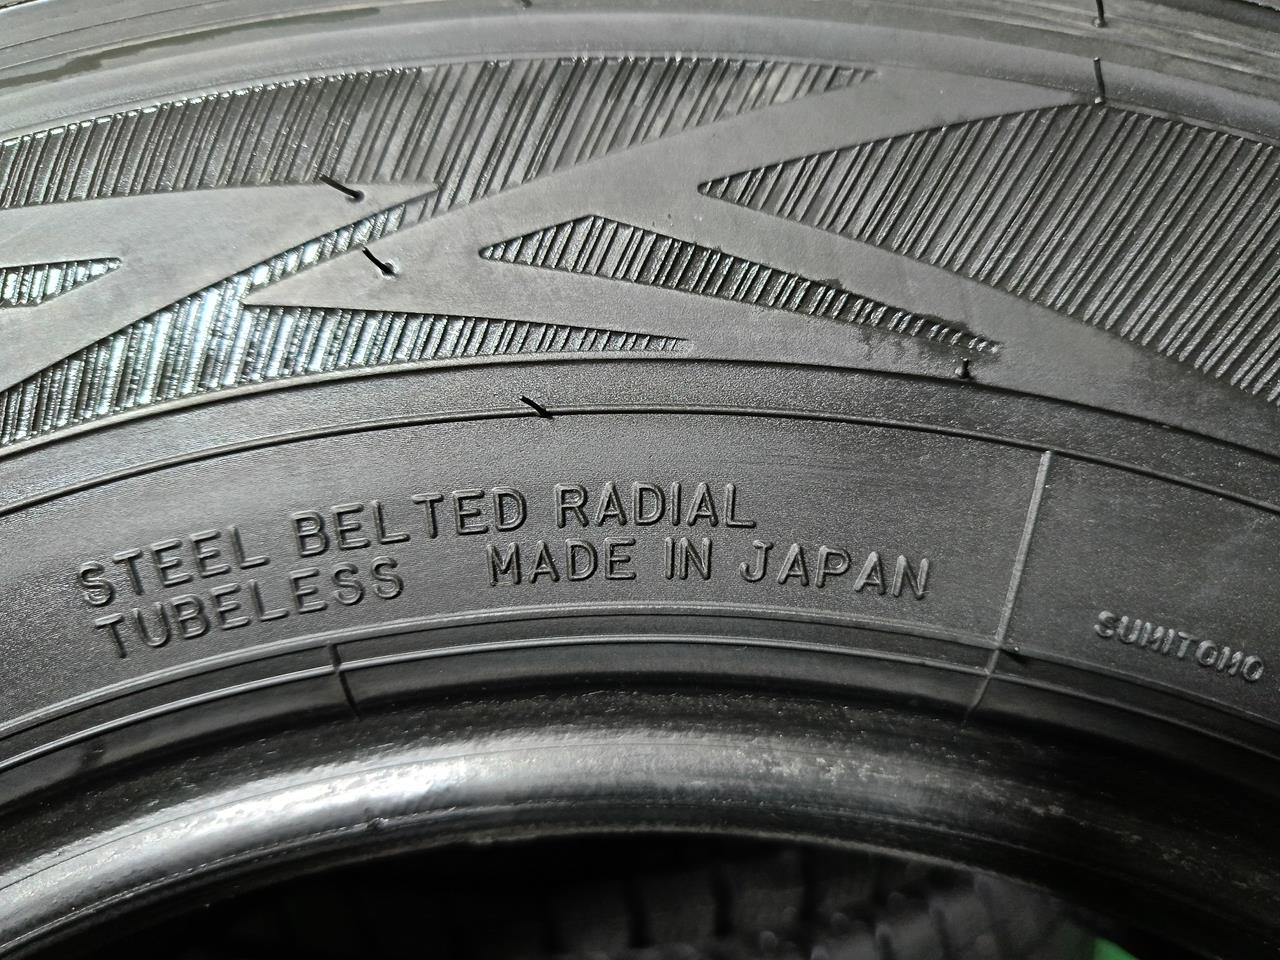 STEEL BELTED RADIAL
TUBELESS MADE IN JAPAN
SUMITOMO